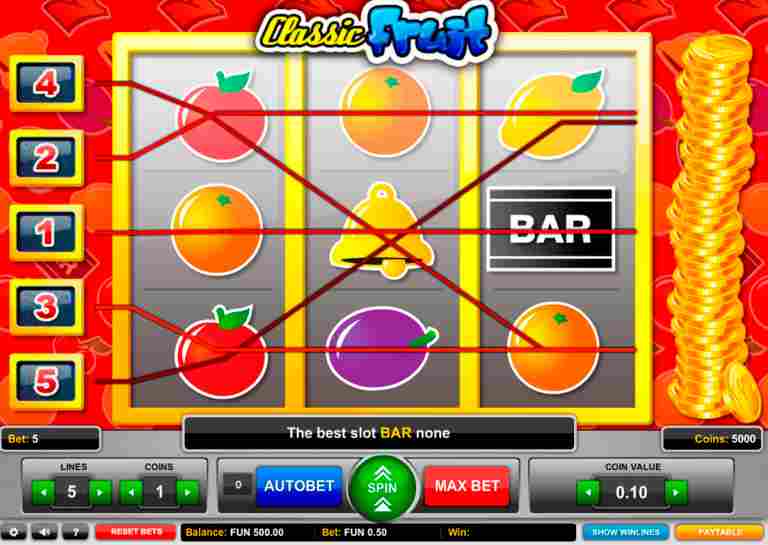 Classic Fruit
4
2
1
BAR
3
5
Bet: 5
The best slot BAR none
Coins: 5000
LINES
COINS
COIN VALUE
5
1
0
AUTOBET
SPIN
MAX BET
0.10
?
RESET BETS
Balance: FUN 500.00
Bet: FUN 0.50
Win:
SHOW WINLINES
PAYTABLE